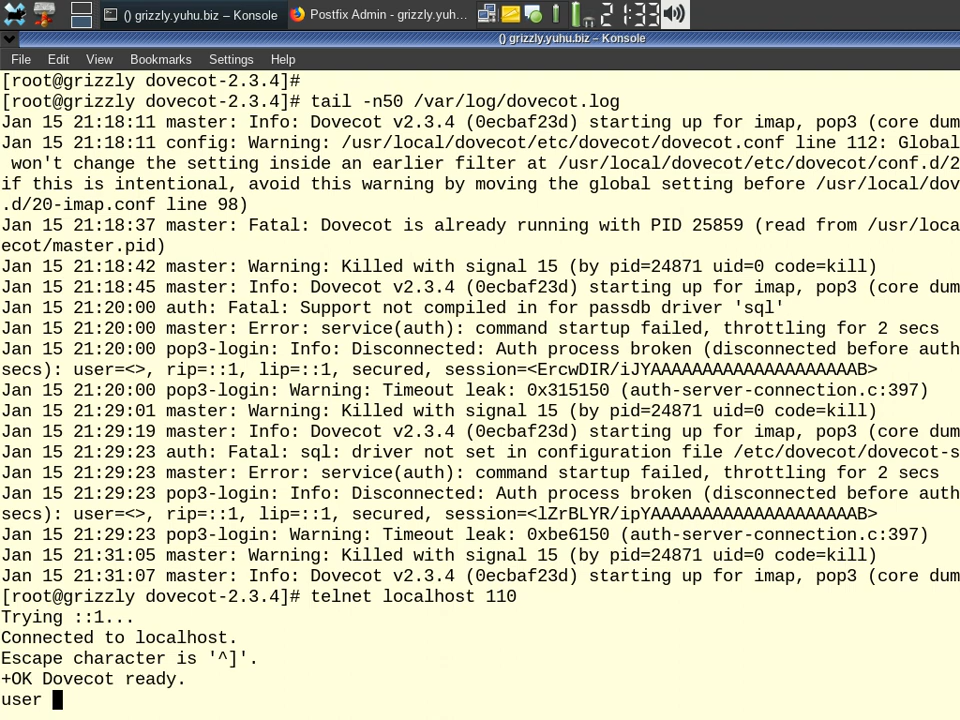 () grizzly.yuhu.biz – Konsole
Postfix Admin - grizzly.yuh...
21:33
() grizzly.yuhu.biz – Konsole
File Edit View Bookmarks Settings Help
[root@grizzly dovecot-2.3.4]#
[root@grizzly dovecot-2.3.4]# tail -n50 /var/log/dovecot.log
Jan 15 21:18:11 master: Info: Dovecot v2.3.4 (0ecbaf23d) starting up for imap, pop3 (core dum
Jan 15 21:18:11 config: Warning: /usr/local/dovecot/etc/dovecot/dovecot.conf line 112: Global
won't change the setting inside an earlier filter at /usr/local/dovecot/etc/dovecot/conf.d/2
if this is intentional, avoid this warning by moving the global setting before /usr/local/dov
.d/20-imap.conf line 98)
Jan 15 21:18:37 master: Fatal: Dovecot is already running with PID 25859 (read from /usr/loca
ecot/master.pid)
Jan 15 21:18:42 master: Warning: Killed with signal 15 (by pid=24871 uid=0 code=kill)
Jan 15 21:18:45 master: Info: Dovecot v2.3.4 (0ecbaf23d) starting up for imap, pop3 (core dum
Jan 15 21:20:00 auth: Fatal: Support not compiled in for passdb driver 'sql'
Jan 15 21:20:00 master: Error: service(auth): command startup failed, throttling for 2 secs
Jan 15 21:20:00 pop3-login: Info: Disconnected: Auth process broken (disconnected before auth
secs): user=<>, rip=::1, lip=::1, secured, session=<ErcwDIR/iJYAAAAAAAAAAAAAAAAAAAAB>
Jan 15 21:20:00 pop3-login: Warning: Timeout leak: 0x315150 (auth-server-connection.c:397)
Jan 15 21:29:01 master: Warning: Killed with signal 15 (by pid=24871 uid=0 code=kill)
Jan 15 21:29:19 master: Info: Dovecot v2.3.4 (0ecbaf23d) starting up for imap, pop3 (core dum
Jan 15 21:29:23 auth: Fatal: sql: driver not set in configuration file /etc/dovecot/dovecot-s
Jan 15 21:29:23 master: Error: service(auth): command startup failed, throttling for 2 secs
Jan 15 21:29:23 pop3-login: Info: Disconnected: Auth process broken (disconnected before auth
secs): user=<>, rip=::1, lip=::1, secured, session=<lZrBLYR/ipYAAAAAAAAAAAAAAAAAAAAB>
Jan 15 21:29:23 pop3-login: Warning: Timeout leak: 0xbe6150 (auth-server-connection.c:397)
Jan 15 21:31:05 master: Warning: Killed with signal 15 (by pid=24871 uid=0 code=kill)
Jan 15 21:31:07 master: Info: Dovecot v2.3.4 (0ecbaf23d) starting up for imap, pop3 (core dum
[root@grizzly dovecot-2.3.4]# telnet localhost 110
Trying ::1...
Connected to localhost.
Escape character is '^]'.
+OK Dovecot ready.
user